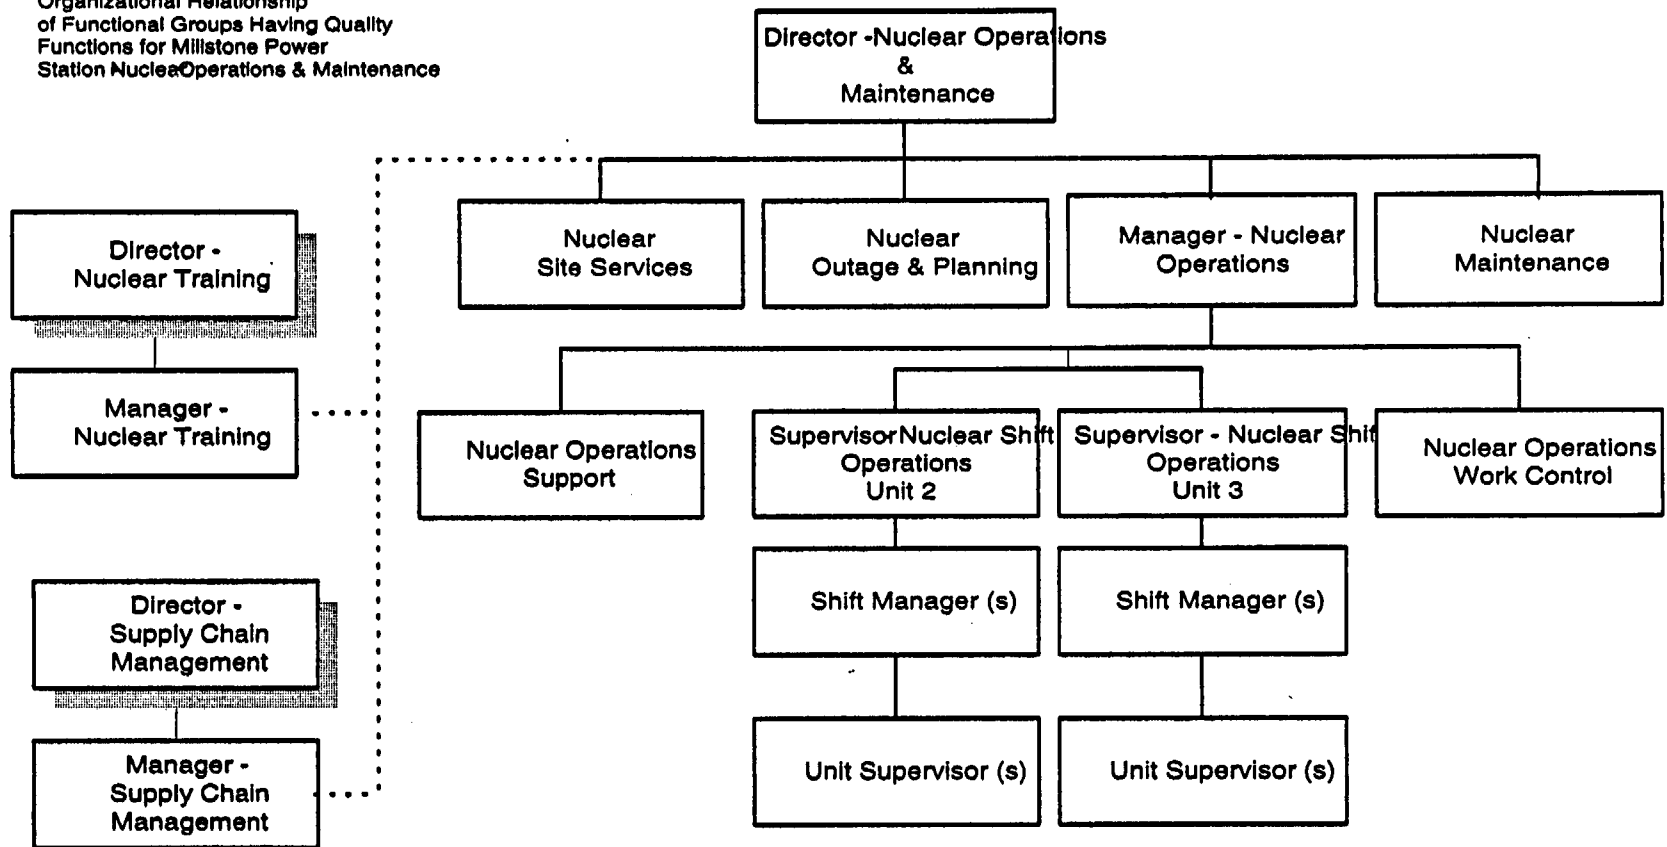 Organizational Relationship
of Functional Groups Having Quality
Functions for Millstone Power
Station NuclearOperations & Maintenance
Director -Nuclear Operations
&
Maintenance
Nuclear
Site Services
Nuclear
Outage & Planning
Manager - Nuclear
Operations
Nuclear
Maintenance
Director -
Nuclear Training
Manager -
Nuclear Training
Nuclear Operations
Support
SupervisorNuclear Shift
Operations
Unit 2
Supervisor - Nuclear Shif
Operations
Unit 3
Nuclear Operations
Work Control
Shift Manager (s)
Shift Manager (s)
Director -
Supply Chain
Management
Unit Supervisor (s)
Unit Supervisor (s)
Manager -
Supply Chain
Management